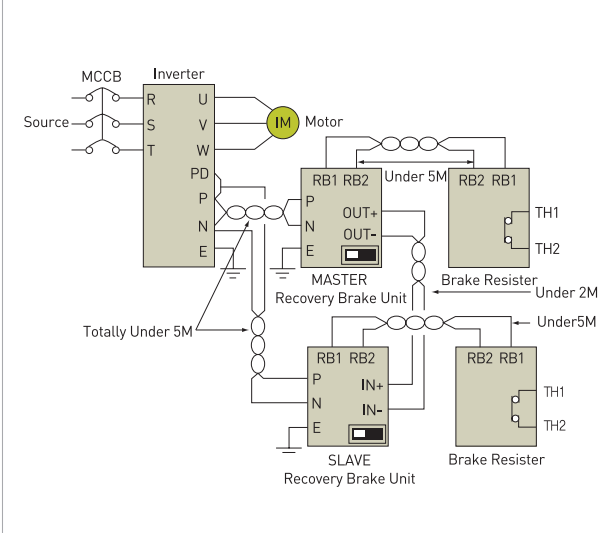 MCCB
Inverter
Source
R
S
T
U
V
W
PD
P
N
E
IM
Motor
RB1 RB2
P
N
E
OUT+
OUT-
MASTER
Recovery Brake Unit
Under 5M
RB2 RB1
TH1
TH2
Brake Resister
Under 2M
Totally Under 5M
Under5M
RB1 RB2
P
N
E
IN+
IN-
SLAVE
Recovery Brake Unit
RB2 RB1
TH1
TH2
Brake Resister